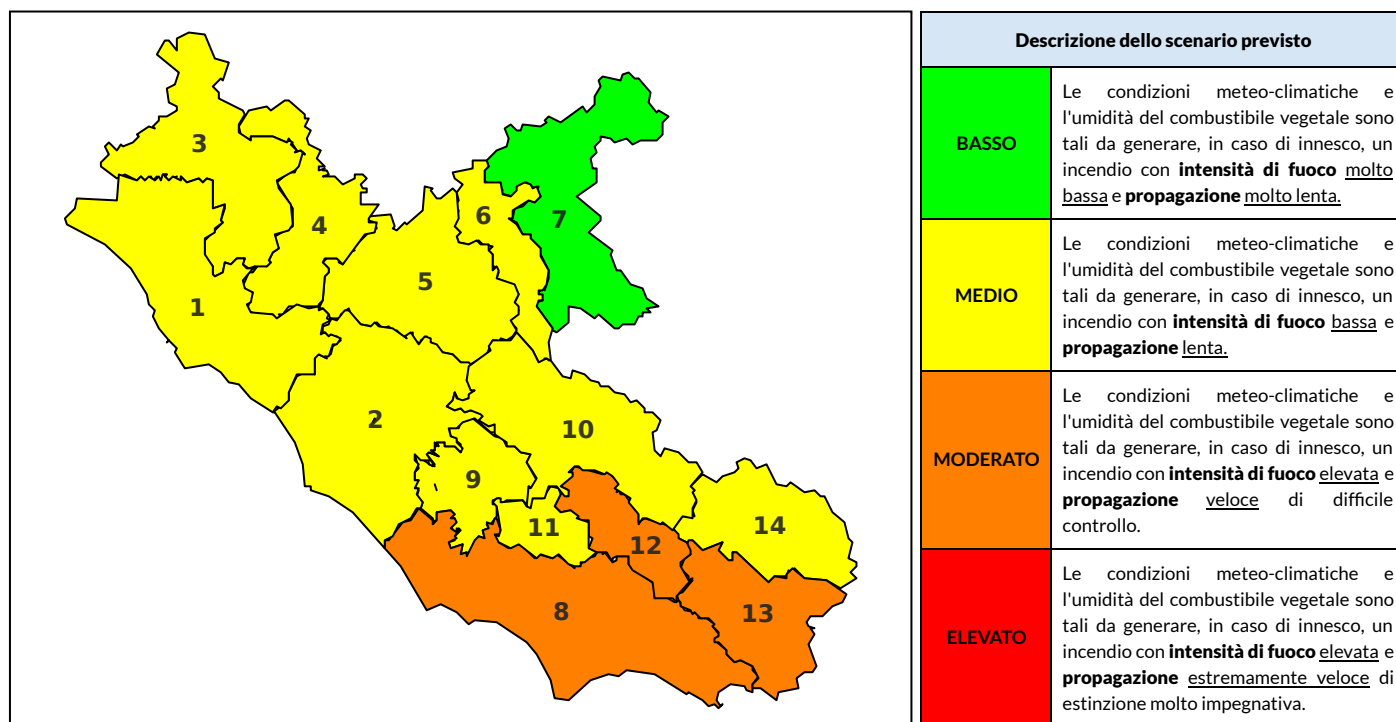 3
4
6
7
5
1
2
10
9
11
14
12
8
13
Descrizione dello scenario previsto
BASSO
Le condizioni meteo-climatiche e
l'umidità del combustibile vegetale sono
tali da generare, in caso di innesco, un
incendio con intensità di fuoco molto
bassa e propagazione molto lenta.
MEDIO
Le condizioni meteo-climatiche e
l'umidità del combustibile vegetale sono
tali da generare, in caso di innesco, un
incendio con intensità di fuoco bassa e
propagazione lenta.
MODERATO
Le condizioni meteo-climatiche e
l'umidità del combustibile vegetale sono
tali da generare, in caso di innesco, un
incendio con intensità di fuoco elevata e
propagazione veloce di difficile
controllo.
ELEVATO
Le condizioni meteo-climatiche e
l'umidità del combustibile vegetale sono
tali da generare, in caso di innesco, un
incendio con intensità di fuoco elevata e
propagazione estremamente veloce di
estinzione molto impegnativa.